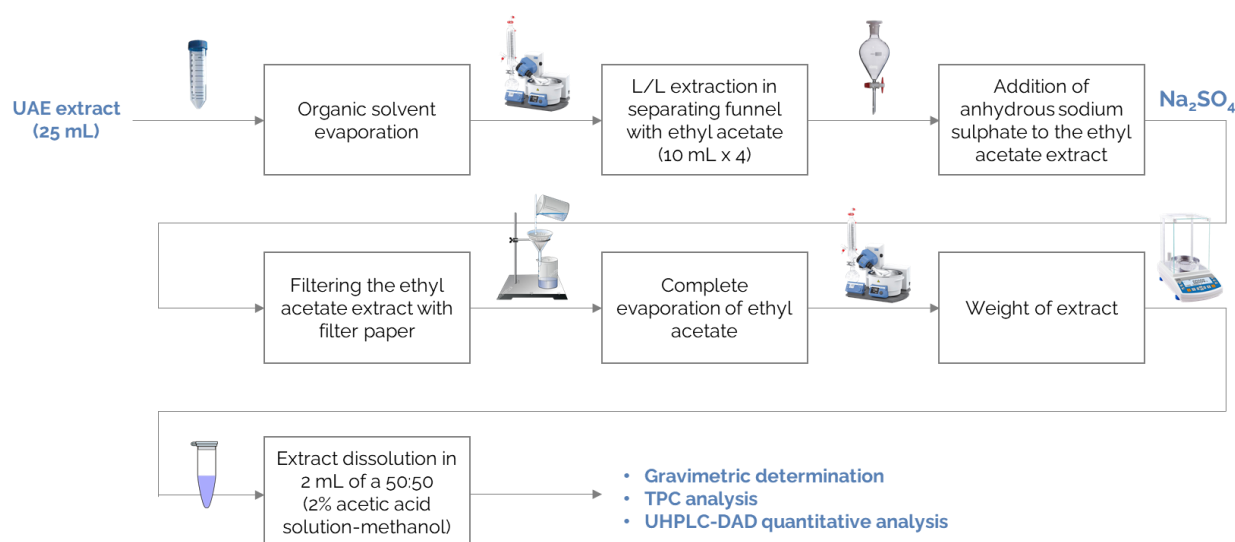 UAE extract
(25 mL)
Organic solvent
evaporation
L/L extraction in
separating funnel
with ethyl acetate
(10 mL x 4)
Addition of
anhydrous sodium
sulphate to the ethyl
acetate extract
Na₂SO₄
Filtering the ethyl
acetate extract with
filter paper
Complete
evaporation of ethyl
acetate
Weight of extract
Extract dissolution in
2 mL of a 50:50
(2% acetic acid
solution-methanol)
• Gravimetric determination
• TPC analysis
• UHPLC-DAD quantitative analysis